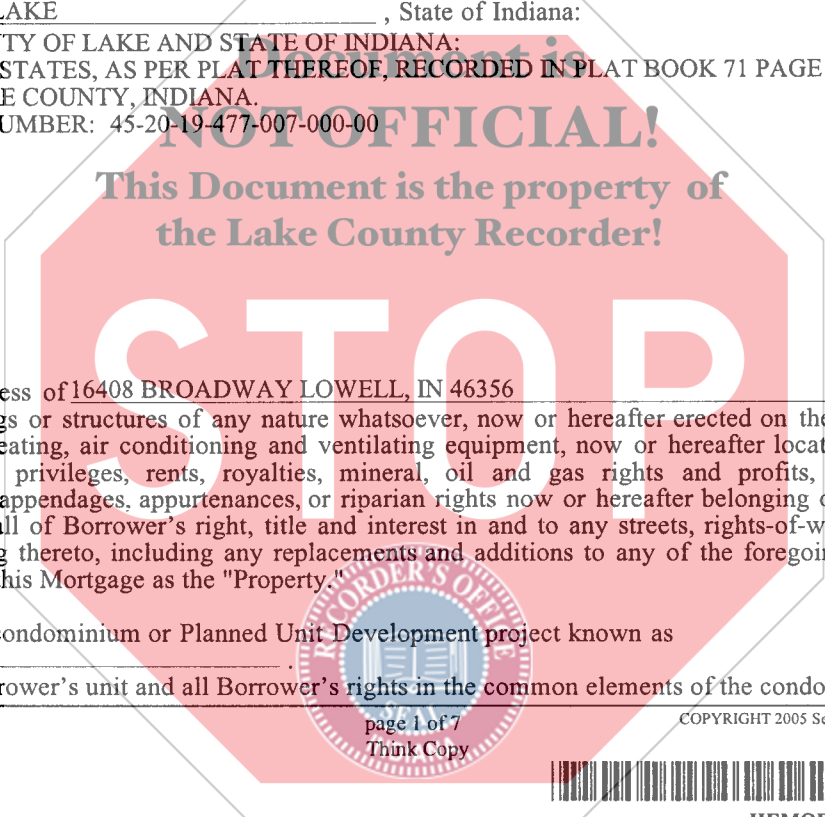 LAKE , State of Indiana:
TY OF LAKE AND STATE OF INDIANA:
Document is
STATES, AS PER PLAT THEREOF, RECORDED IN PLAT BOOK 71 PAGE
E COUNTY, INDIANA.
UMBER: 45-20-19-477-007-000-00
NOT OFFICIAL!
This Document is the property of
the Lake County Recorder!
STOP
ess of 16408 BROADWAY LOWELL, IN 46356
gs or structures of any nature whatsoever, now or hereafter erected on the
eating, air conditioning and ventilating equipment, now or hereafter locat
privileges, rents, royalties, mineral, oil and gas rights and profits,
appendages, appurtenances, or riparian rights now or hereafter belonging o
ll of Borrower's right, title and interest in and to any streets, rights-of-w
g thereto, including any replacements and additions to any of the foregoin
his Mortgage as the "Property."
RECORDER'S OFFICE
ondominium or Planned Unit Development project known as
.
rower's unit and all Borrower's rights in the common elements of the condo
SEAL
INDIANA
page 1 of 7
COPYRIGHT 2005 Se
Think Copy